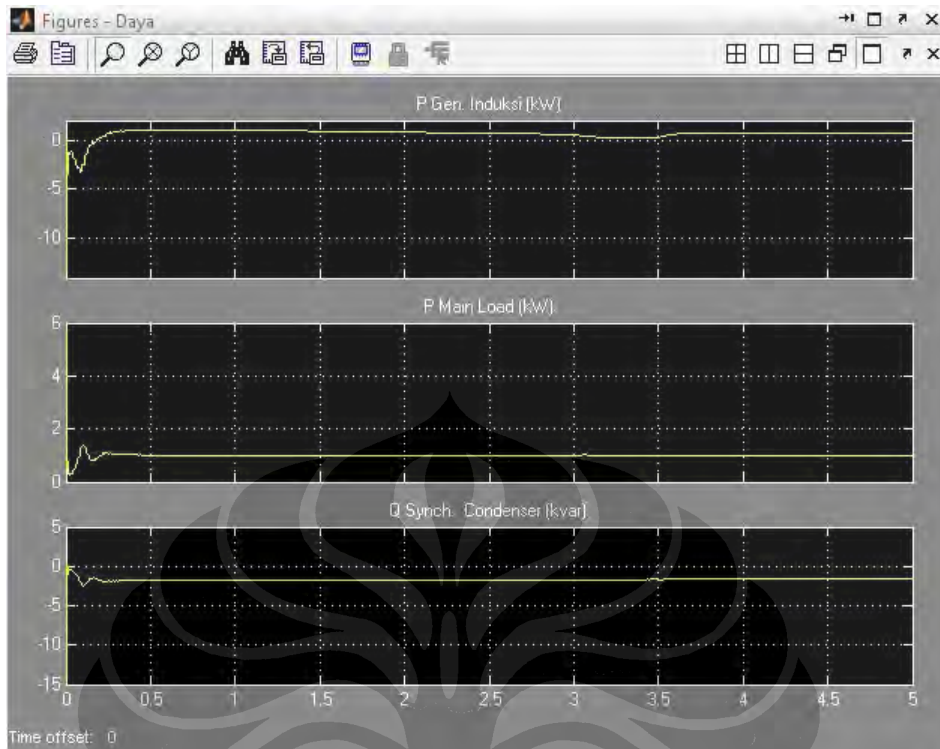 Figures - Daya
P Gen. Induksi (kW)
0
-5
-10
P Main Load (kW)
6
4
2
0
Q Synch. Condenser (kvar)
5
0
-5
-10
-15
0 0.5 1 1.5 2 2.5 3 3.5 4 4.5 5
Time offset: 0